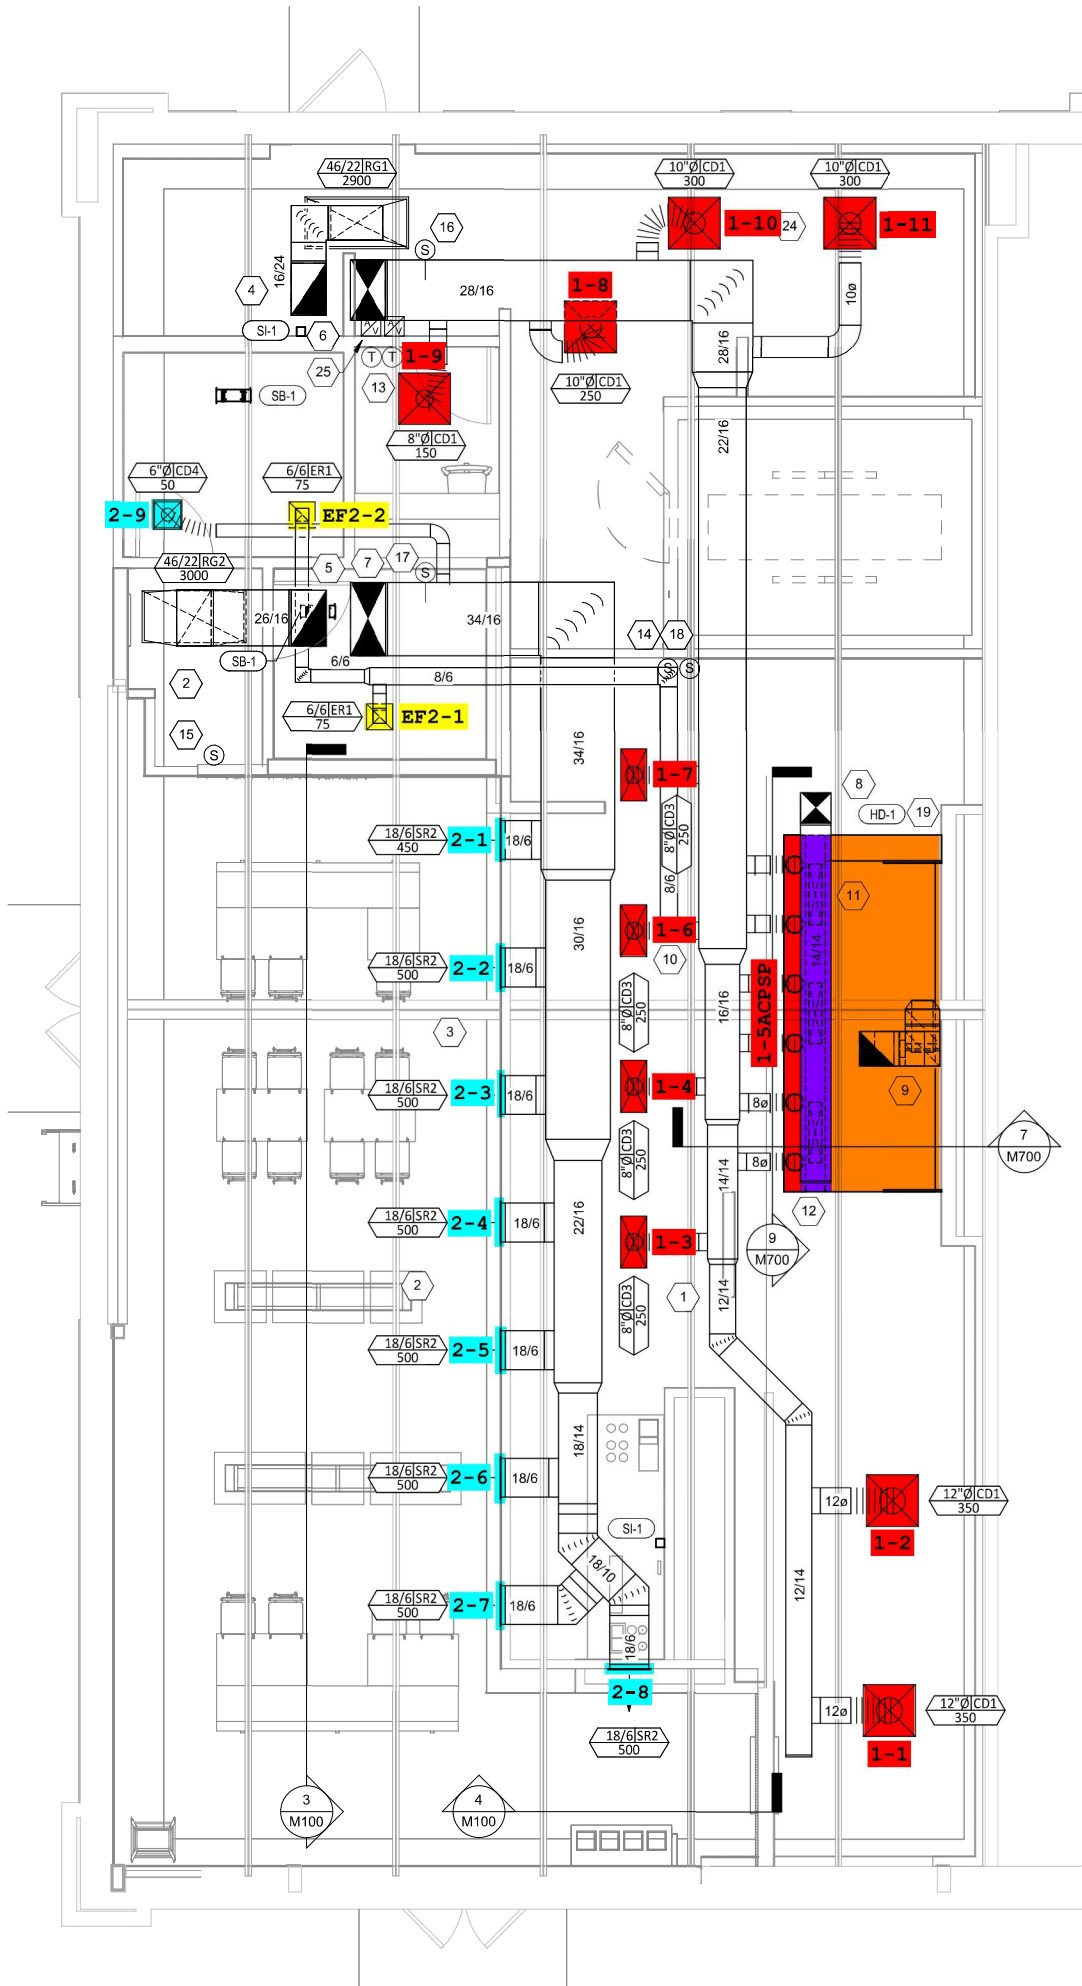 46/22 RG1
2900
10"Ø CD1
300
10"Ø CD1
300
16
1-10
24
1-11
S
16/24
4
28/16
1-8
10ø
SI-1
6
A/V
A/V
28/16
25
T
T
1-9
13
10"Ø CD1
250
SB-1
8"Ø CD1
150
22/16
6"Ø CD4
50
6/6 ER1
75
2-9
EF2-2
46/22 RG2
3000
5
7
17
S
26/16
34/16
14
18
SB-1
6/6
8/6
S
S
2
6/6 ER1
75
EF2-1
15
S
34/16
1-7
8
8"Ø CD3
250
HD-1
19
18/6 SR2
450
2-1
18/6
8/6
11
30/16
1-6
14/14
10
18/6 SR2
500
2-2
18/6
8"Ø CD3
250
16/16
1-5ACPSP
3
9
18/6 SR2
500
2-3
18/6
1-4
8ø
8"Ø CD3
250
7
M700
14/14
8ø
12
18/6 SR2
500
2-4
18/6
22/16
1-3
9
M700
2
1
12/14
8"Ø CD3
250
18/6 SR2
500
2-5
18/6
18/14
18/6 SR2
500
2-6
18/6
12ø
12"Ø CD1
350
SI-1
1-2
18/10
12/14
18/6 SR2
500
2-7
18/6
18/6
2-8
12ø
12"Ø CD1
350
18/6 SR2
500
1-1
3
M100
4
M100